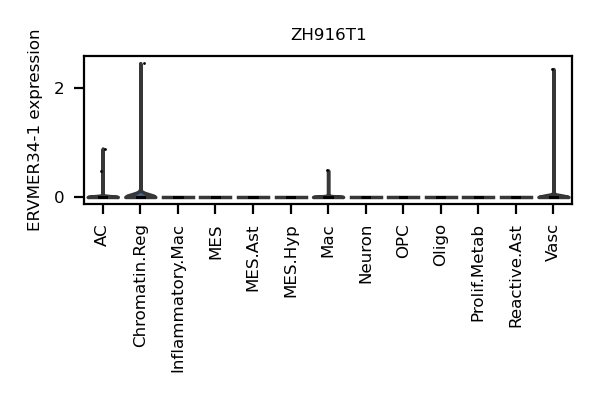 ZH916T1
ERVMER34-1 expression
2
0
AC
Chromatin.Reg
Inflammatory.Mac
MES
MES.Ast
MES.Hyp
Mac
Neuron
OPC
Oligo
Prolif.Metab
Reactive.Ast
Vasc